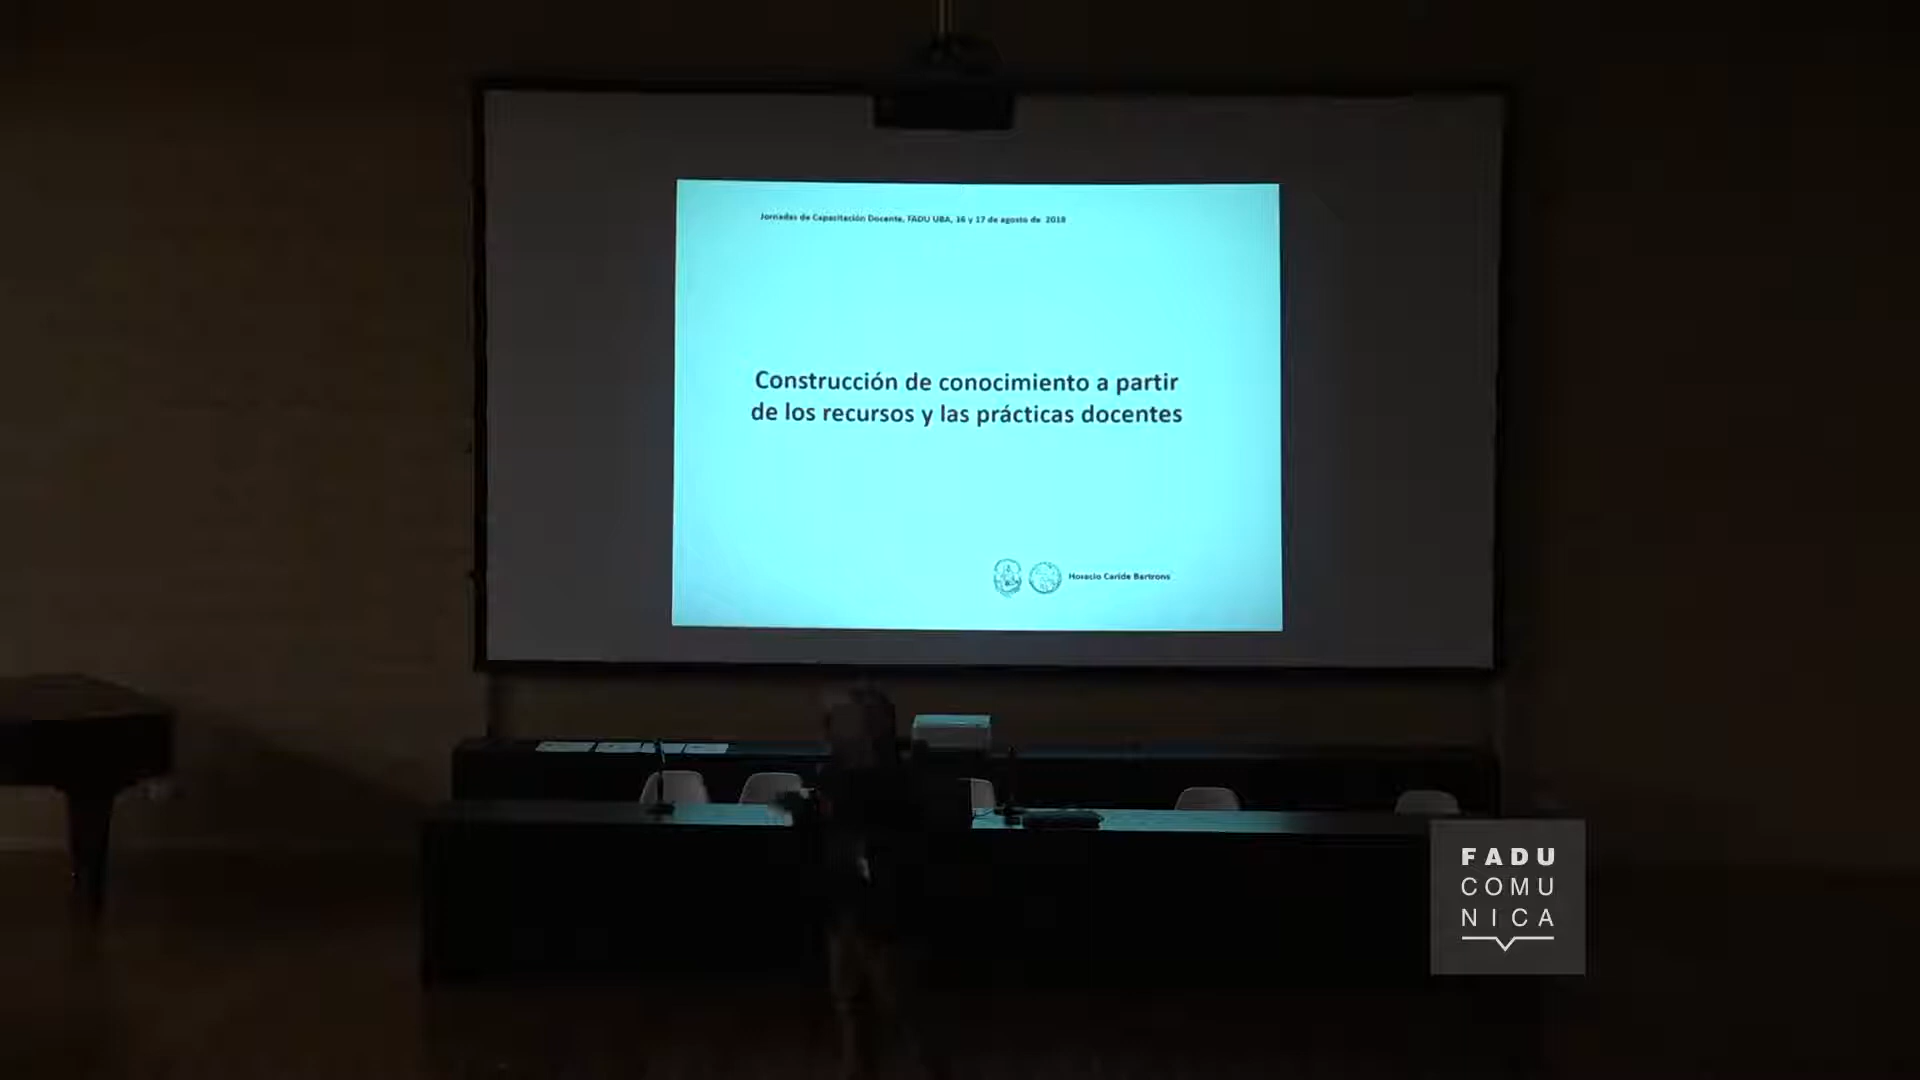 Jornadas de Capacitación Docente, FADU UBA, 16 y 17 de agosto de 2018
Construcción de conocimiento a partir
de los recursos y las prácticas docentes
Horacio Caride Bartrons
FADU
COMU
NICA